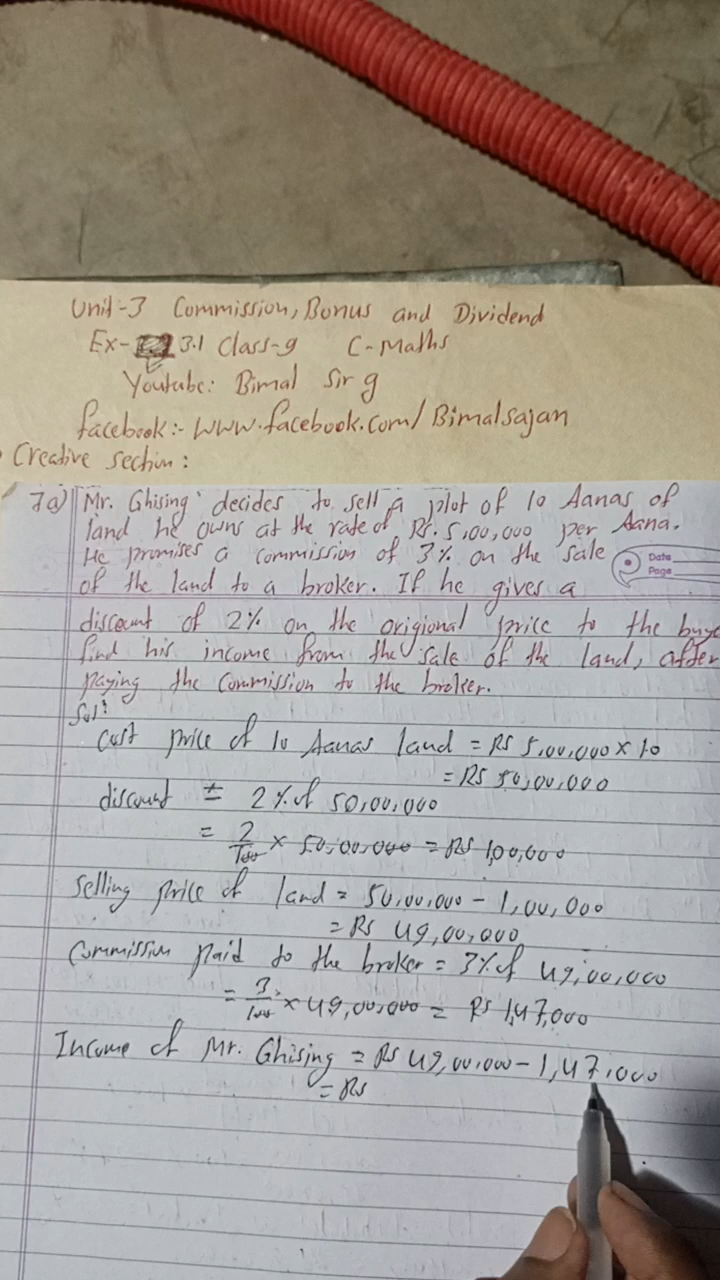 Unit-3 Commission, Bonus and Dividend
Ex- 3.1 Class-9 C-Maths
Youtube: Bimal Sir g
facebook:- www.facebook.com/Bimalsajan
Creative section:
7a) Mr. Ghising decides to sell a plot of 10 Aanas of
land he owns at the rate of Rs. 5,00,000 per Aana.
He promises a commission of 3% on the sale
Date
Page
of the land to a broker. If he gives a
discount of 2% on the origional price to the buye
find his income from the sale of the land, after
paying the commission to the broker.
Sol!
Cost price of 10 Aanas land = Rs 5,00,000 × 10
= Rs 50,00,000
discount = 2% of 50,00,000
= 2/100 × 50,00,000 = Rs 1,00,000
Selling price of land = 50,00,000 - 1,00,000
= Rs 49,00,000
Commission paid to the broker = 3% of 49,00,000
= 3/100 × 49,00,000 = Rs 1,47,000
Income of Mr. Ghising = Rs 49,00,000 - 1,47,000
= Rs